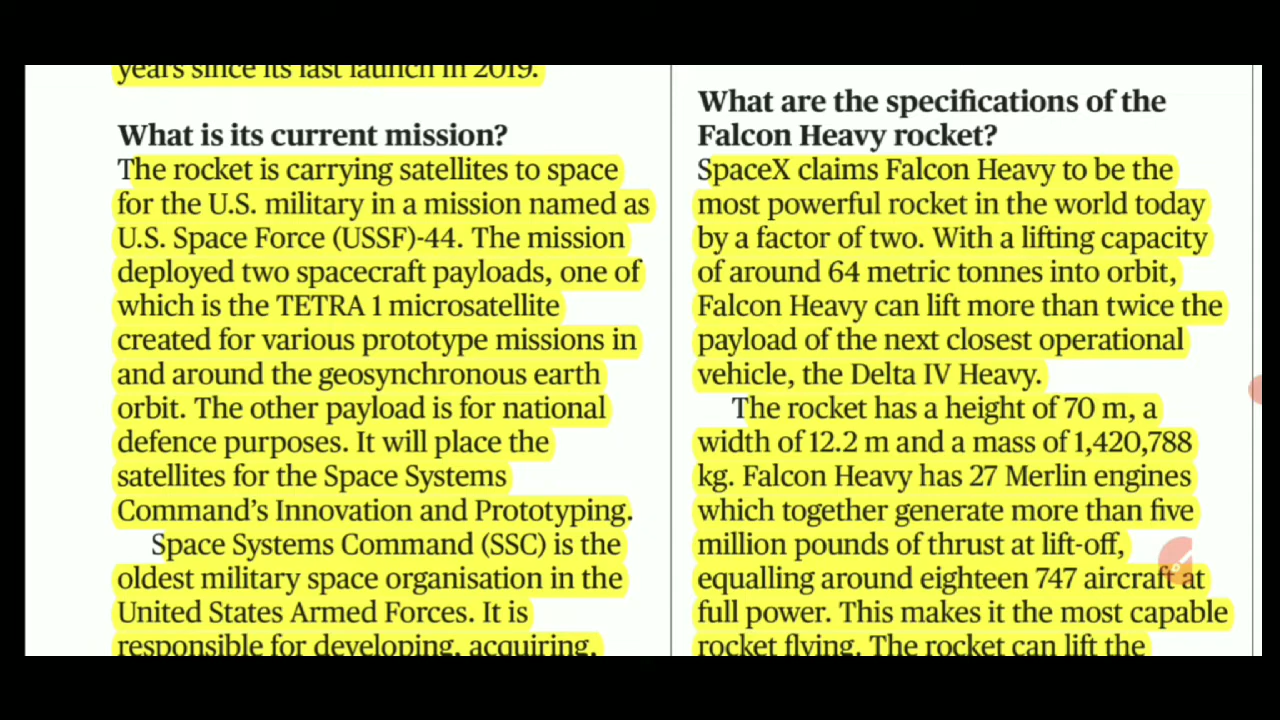 years since its last launch in 2019.
What is its current mission?
The rocket is carrying satellites to space
for the U.S. military in a mission named as
U.S. Space Force (USSF)-44. The mission
deployed two spacecraft payloads, one of
which is the TETRA 1 microsatellite
created for various prototype missions in
and around the geosynchronous earth
orbit. The other payload is for national
defence purposes. It will place the
satellites for the Space Systems
Command’s Innovation and Prototyping.
Space Systems Command (SSC) is the
oldest military space organisation in the
United States Armed Forces. It is
responsible for developing, acquiring,
What are the specifications of the
Falcon Heavy rocket?
SpaceX claims Falcon Heavy to be the
most powerful rocket in the world today
by a factor of two. With a lifting capacity
of around 64 metric tonnes into orbit,
Falcon Heavy can lift more than twice the
payload of the next closest operational
vehicle, the Delta IV Heavy.
The rocket has a height of 70 m, a
width of 12.2 m and a mass of 1,420,788
kg. Falcon Heavy has 27 Merlin engines
which together generate more than five
million pounds of thrust at lift-off,
equalling around eighteen 747 aircraft at
full power. This makes it the most capable
rocket flying. The rocket can lift the